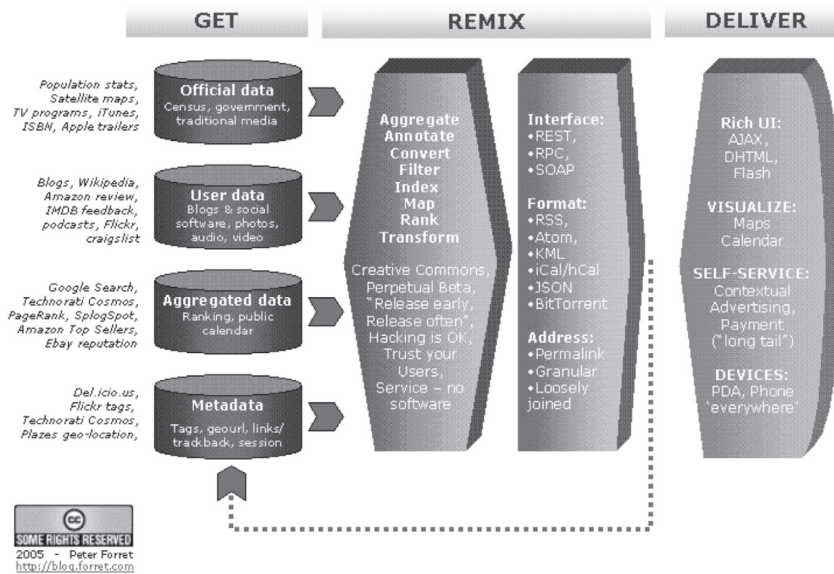 GET
REMIX
DELIVER
Population stats,
Satellite maps,
TV programs, iTunes,
ISBN, Apple trailers
Official data
Census, government,
traditional media
Blogs, Wikipedia,
Amazon review,
IMDB feedback,
podcasts, Flickr,
craigslist
User data
Blogs & social
software, photos,
audio, video
Google Search,
Technorati Cosmos,
PageRank, SplogSpot,
Amazon Top Sellers,
Ebay reputation
Aggregated data
Ranking, public
calendar
Del.icio.us,
Flickr tags,
Technorati Cosmos,
Plazes geo-location,
Metadata
Tags, geourl, links/
trackback, session
Aggregate
Annotate
Convert
Filter
Index
Map
Rank
Transform
Creative Commons,
Perpetual Beta,
"Release early,
Release often",
Hacking is OK,
Trust your
Users,
Service – no
software
Interface:
•REST,
•RPC,
•SOAP
Format:
•RSS,
•Atom,
•KML
•iCal/hCal
•JSON
•BitTorrent
Address:
•Permalink
•Granular
•Loosely
joined
Rich UI:
AJAX,
DHTML,
Flash
VISUALIZE:
Maps
Calendar
SELF-SERVICE:
Contextual
Advertising,
Payment
("long tail")
DEVICES:
PDA, Phone
'everywhere'
cc
SOME RIGHTS RESERVED
2005 - Peter Forret
http://blog.forret.com